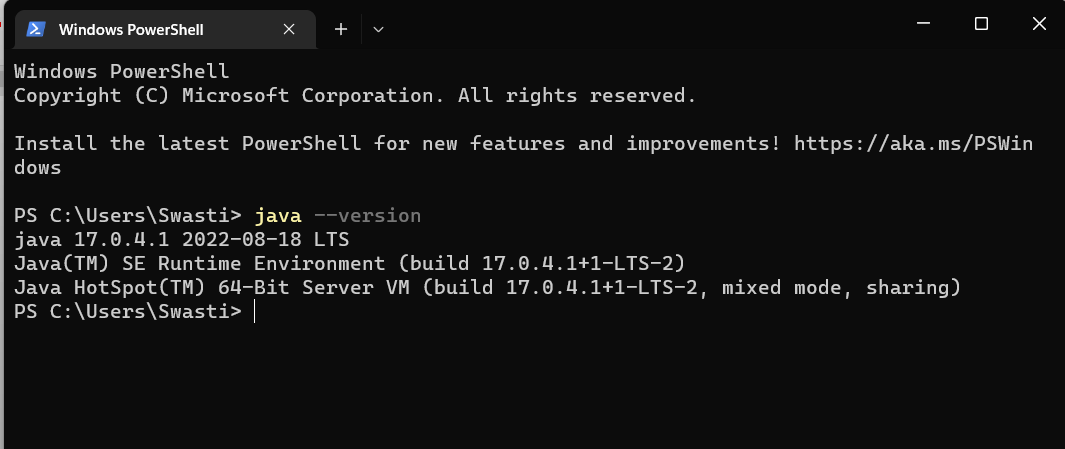 Windows PowerShell
Windows PowerShell
Copyright (C) Microsoft Corporation. All rights reserved.
Install the latest PowerShell for new features and improvements! https://aka.ms/PSWin
dows
PS C:\Users\Swasti> java --version
java 17.0.4.1 2022-08-18 LTS
Java(TM) SE Runtime Environment (build 17.0.4.1+1-LTS-2)
Java HotSpot(TM) 64-Bit Server VM (build 17.0.4.1+1-LTS-2, mixed mode, sharing)
PS C:\Users\Swasti>